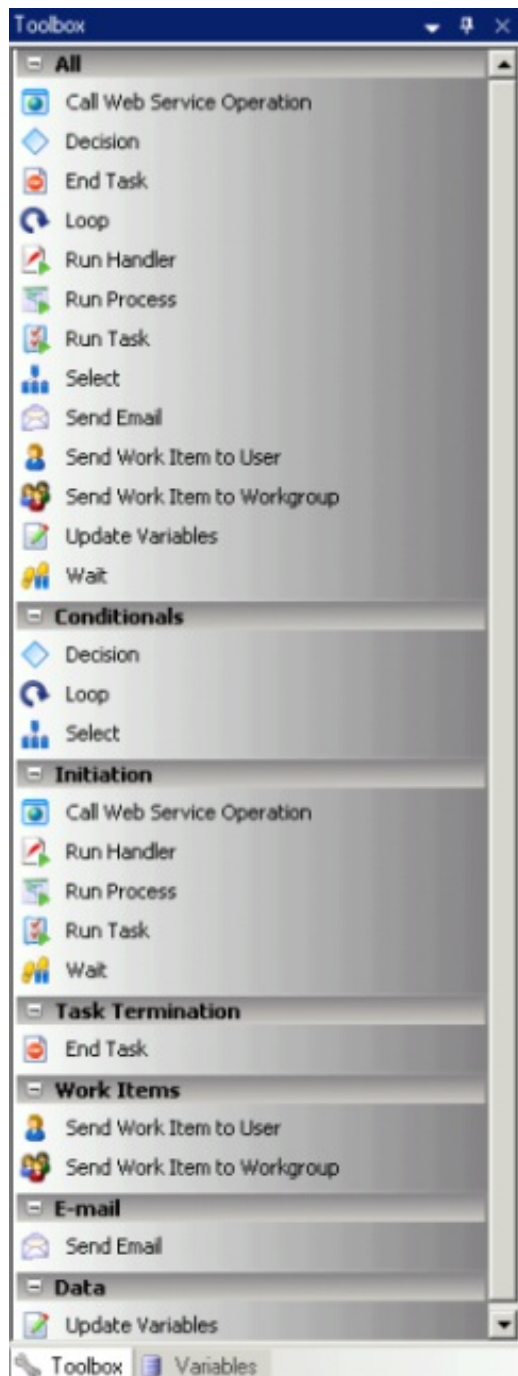 Toolbox
All
Call Web Service Operation
Decision
End Task
Loop
Run Handler
Run Process
Run Task
Select
Send Email
Send Work Item to User
Send Work Item to Workgroup
Update Variables
Wait
Conditionals
Decision
Loop
Select
Initiation
Call Web Service Operation
Run Handler
Run Process
Run Task
Wait
Task Termination
End Task
Work Items
Send Work Item to User
Send Work Item to Workgroup
E-mail
Send Email
Data
Update Variables
Toolbox Variables